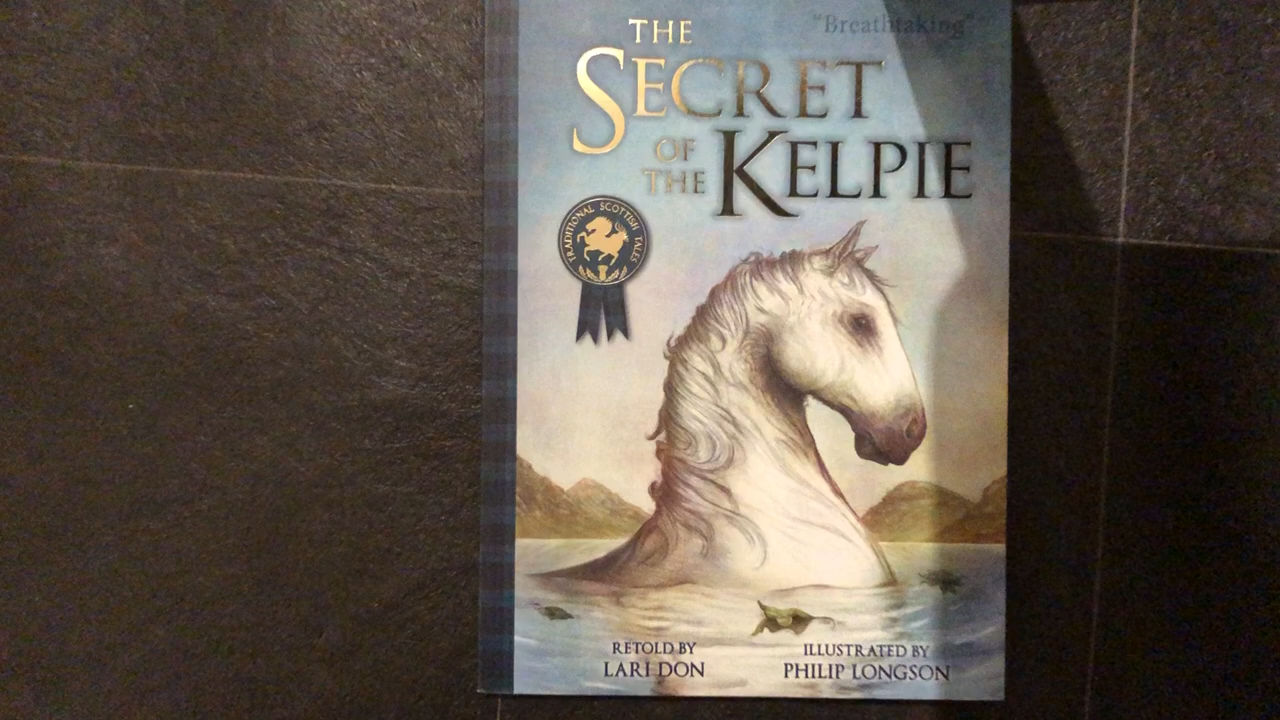 "Breathtaking"
THE
SECRET
OF
THE KELPIE
TRADITIONAL SCOTTISH TALES
RETOLD BY
LARI DON
ILLUSTRATED BY
PHILIP LONGSON